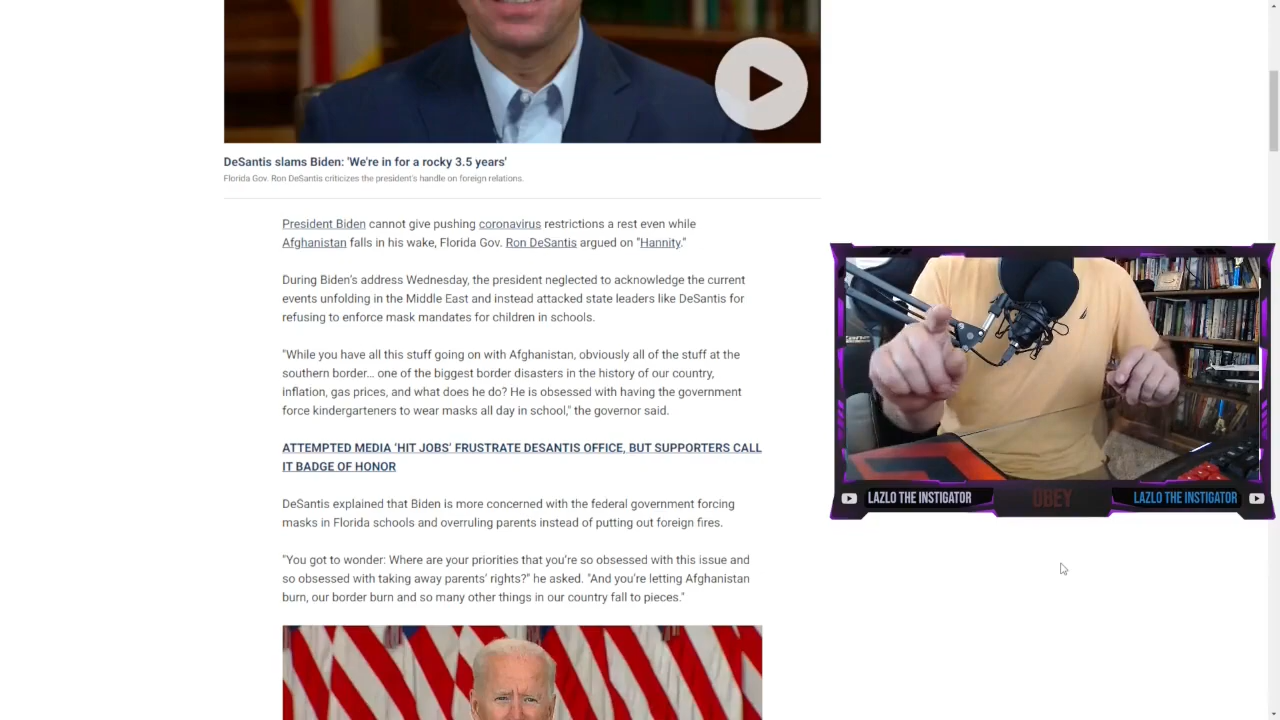 DeSantis slams Biden: 'We're in for a rocky 3.5 years'
Florida Gov. Ron DeSantis criticizes the president's handle on foreign relations.
President Biden cannot give pushing coronavirus restrictions a rest even while
Afghanistan falls in his wake, Florida Gov. Ron DeSantis argued on "Hannity."
During Biden's address Wednesday, the president neglected to acknowledge the current
events unfolding in the Middle East and instead attacked state leaders like DeSantis for
refusing to enforce mask mandates for children in schools.
"While you have all this stuff going on with Afghanistan, obviously all of the stuff at the
southern border… one of the biggest border disasters in the history of our country,
inflation, gas prices, and what does he do? He is obsessed with having the government
force kindergarteners to wear masks all day in school," the governor said.
ATTEMPTED MEDIA 'HIT JOBS' FRUSTRATE DESANTIS OFFICE, BUT SUPPORTERS CALL
IT BADGE OF HONOR
DeSantis explained that Biden is more concerned with the federal government forcing
masks in Florida schools and overruling parents instead of putting out foreign fires.
"You got to wonder: Where are your priorities that you're so obsessed with this issue and
so obsessed with taking away parents' rights?" he asked. "And you're letting Afghanistan
burn, our border burn and so many other things in our country fall to pieces."
LAZLO THE INSTIGATOR
OBEY
LAZLO THE INSTIGATOR